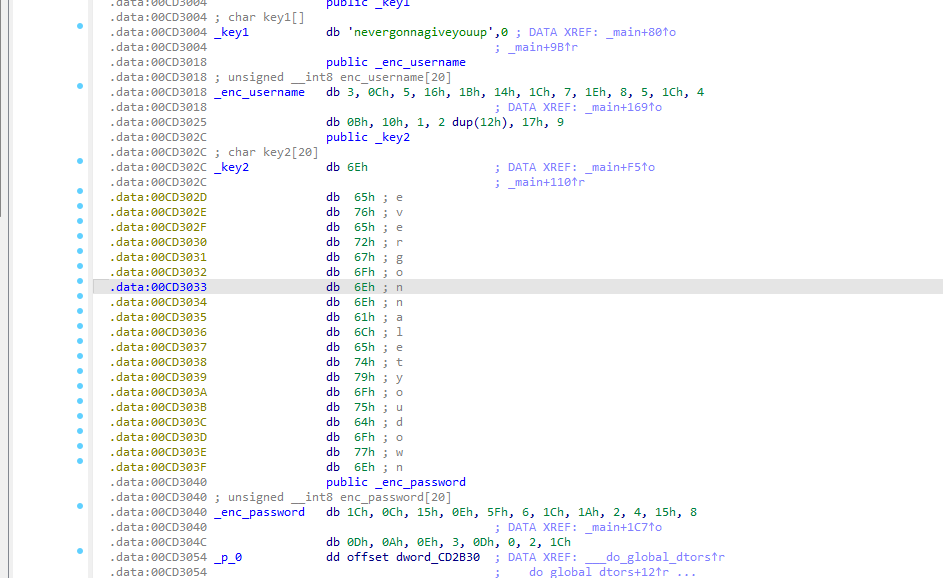 .data:00CD3004 public _key1
.data:00CD3004 ; char key1[]
.data:00CD3004 _key1 db 'nevergonnagiveyouup',0 ; DATA XREF: _main+80↑o
.data:00CD3004 ; _main+9B↑r
.data:00CD3018 public _enc_username
.data:00CD3018 ; unsigned __int8 enc_username[20]
.data:00CD3018 _enc_username db 3, 0Ch, 5, 16h, 1Bh, 14h, 1Ch, 7, 1Eh, 8, 5, 1Ch, 4
.data:00CD3018 ; DATA XREF: _main+169↑o
.data:00CD3025 db 0Bh, 10h, 1, 2 dup(12h), 17h, 9
.data:00CD302C public _key2
.data:00CD302C ; char key2[20]
.data:00CD302C _key2 db 6Eh ; DATA XREF: _main+F5↑o
.data:00CD302C ; _main+110↑r
.data:00CD302D db 65h ; e
.data:00CD302E db 76h ; v
.data:00CD302F db 65h ; e
.data:00CD3030 db 72h ; r
.data:00CD3031 db 67h ; g
.data:00CD3032 db 6Fh ; o
.data:00CD3033 db 6Eh ; n
.data:00CD3034 db 6Eh ; n
.data:00CD3035 db 61h ; a
.data:00CD3036 db 6Ch ; l
.data:00CD3037 db 65h ; e
.data:00CD3038 db 74h ; t
.data:00CD3039 db 79h ; y
.data:00CD303A db 6Fh ; o
.data:00CD303B db 75h ; u
.data:00CD303C db 64h ; d
.data:00CD303D db 6Fh ; o
.data:00CD303E db 77h ; w
.data:00CD303F db 6Eh ; n
.data:00CD3040 public _enc_password
.data:00CD3040 ; unsigned __int8 enc_password[20]
.data:00CD3040 _enc_password db 1Ch, 0Ch, 15h, 0Eh, 5Fh, 6, 1Ch, 1Ah, 2, 4, 15h, 8
.data:00CD3040 ; DATA XREF: _main+1C7↑o
.data:00CD304C db 0Dh, 0Ah, 0Eh, 3, 0Dh, 0, 2, 1Ch
.data:00CD3054 _p_0 dd offset dword_CD2B30 ; DATA XREF: ___do_global_dtors↑r
.data:00CD3054 ; ___do_global_dtors+12↑r ...